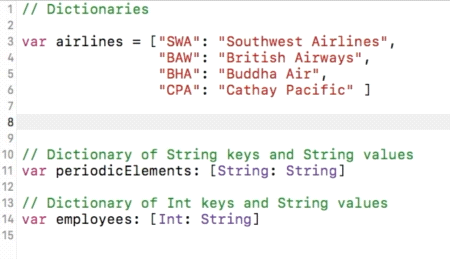 1 // Dictionaries
2
3 var airlines = ["SWA": "Southwest Airlines",
4 "BAW": "British Airways",
5 "BHA": "Buddha Air",
6 "CPA": "Cathay Pacific" ]
7
8
9
10 // Dictionary of String keys and String values
11 var periodicElements: [String: String]
12
13 // Dictionary of Int keys and String values
14 var employees: [Int: String]
15